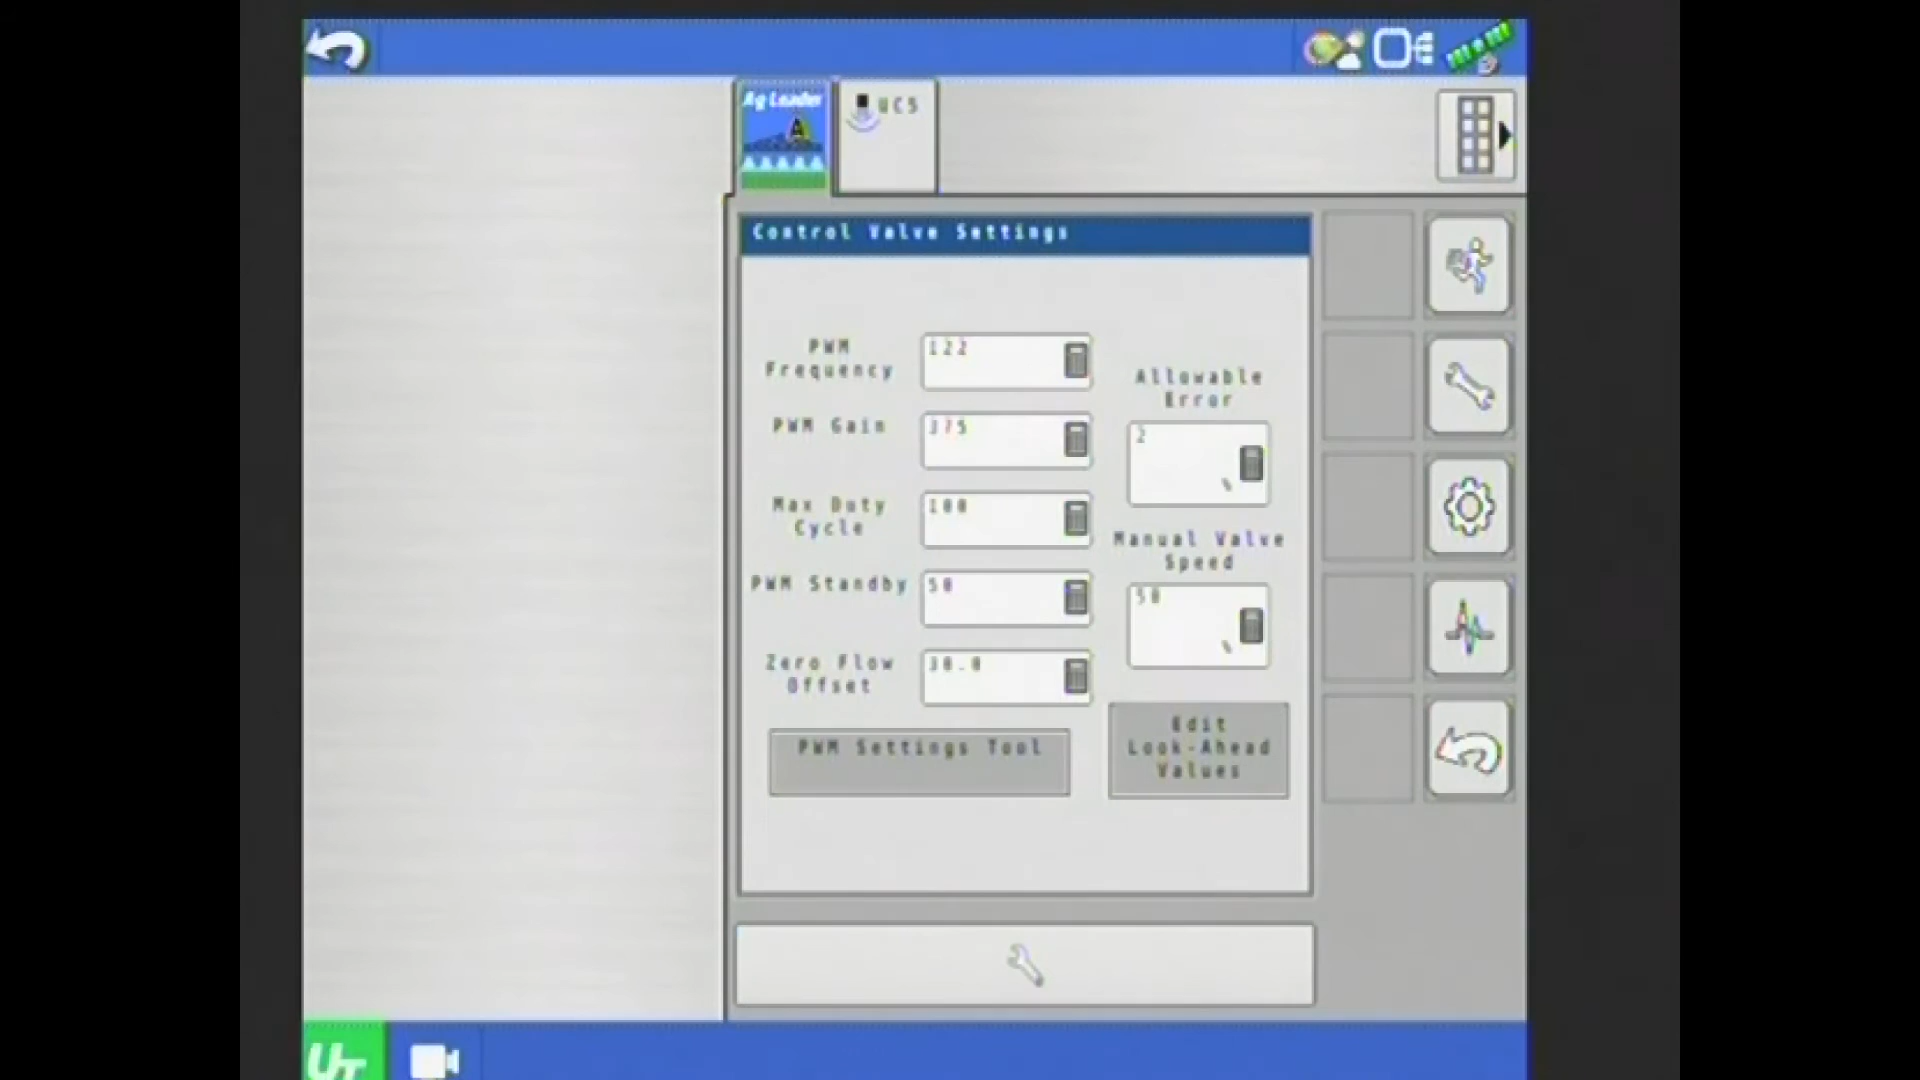 Ag Leader
UC5
Control Valve Settings
PWM
Frequency
122
PWM Gain
375
Max Duty
Cycle
100
PWM Standby
50
Zero Flow
Offset
30.0
Allowable
Error
2
%
Manual Valve
Speed
50
%
PWM Settings Tool
Edit
Look-Ahead
Values
UT